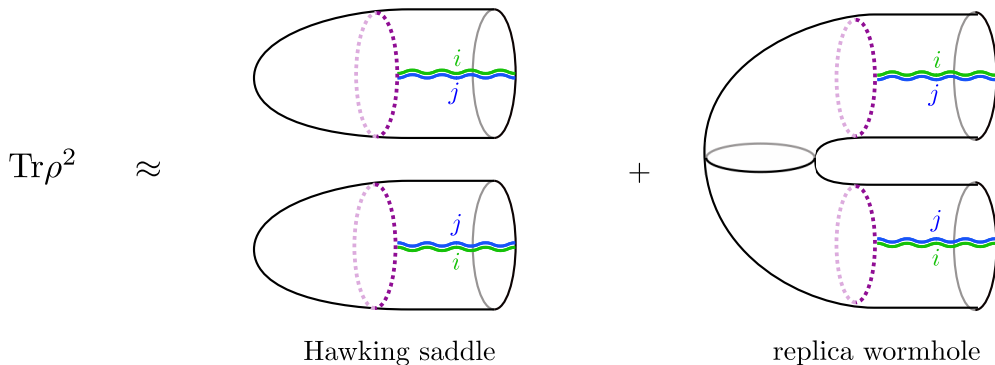 i
i
j
j
Trρ² ≈ +
j
j
i
i
Hawking saddle
replica wormhole